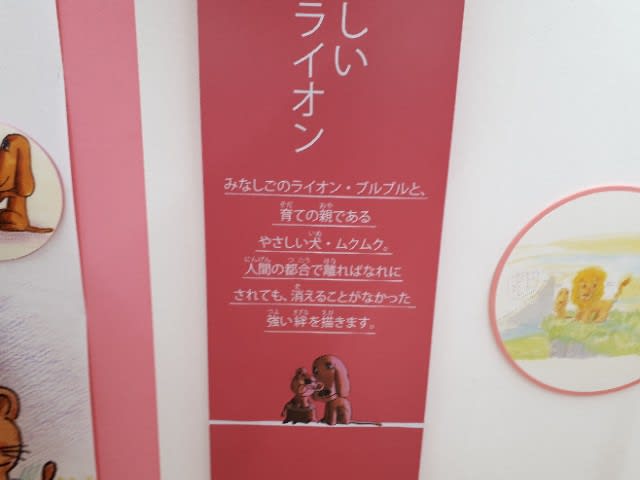 しい
ライオン
みなしごのライオン・ブルブルと、
育ての親である
やさしい犬・ムクムク。
人間の都合で離ればなれに
されても、消えることがなかった
強い絆を描きます。